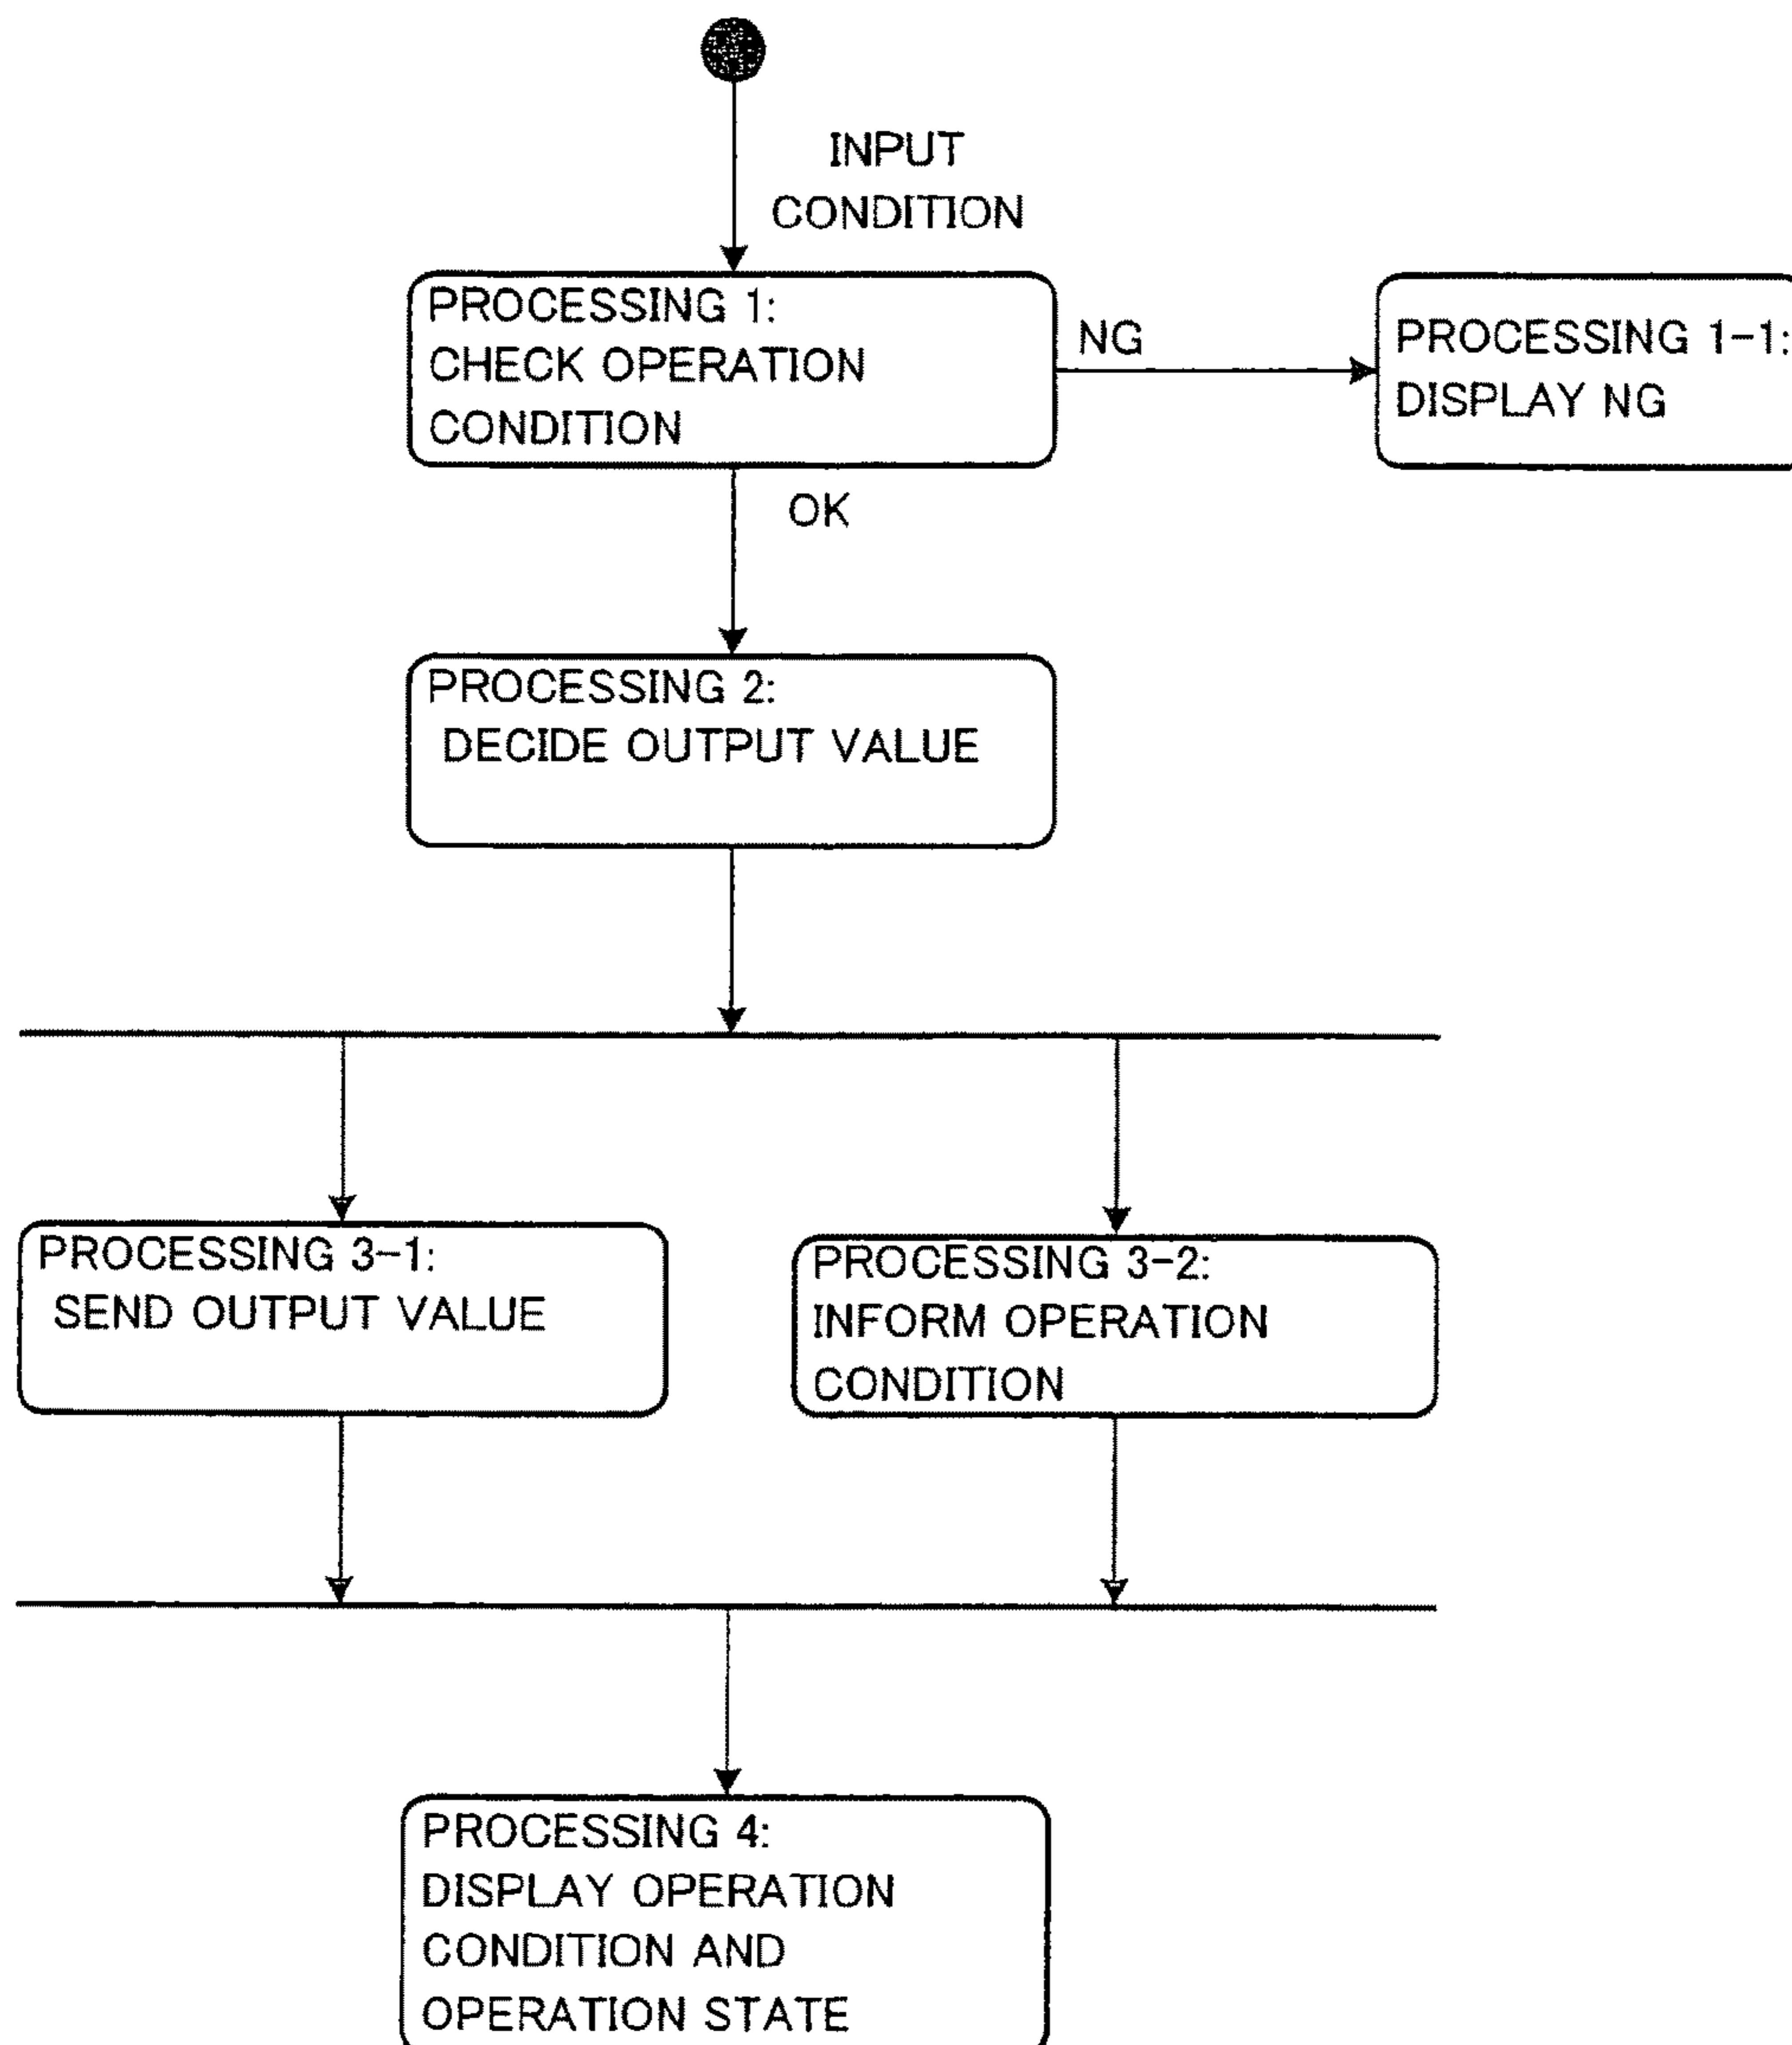 INPUT
CONDITION
PROCESSING 1:
CHECK OPERATION
CONDITION
NG
PROCESSING 1-1:
DISPLAY NG
OK
PROCESSING 2:
DECIDE OUTPUT VALUE
PROCESSING 3-1:
SEND OUTPUT VALUE
PROCESSING 3-2:
INFORM OPERATION
CONDITION
PROCESSING 4:
DISPLAY OPERATION
CONDITION AND
OPERATION STATE